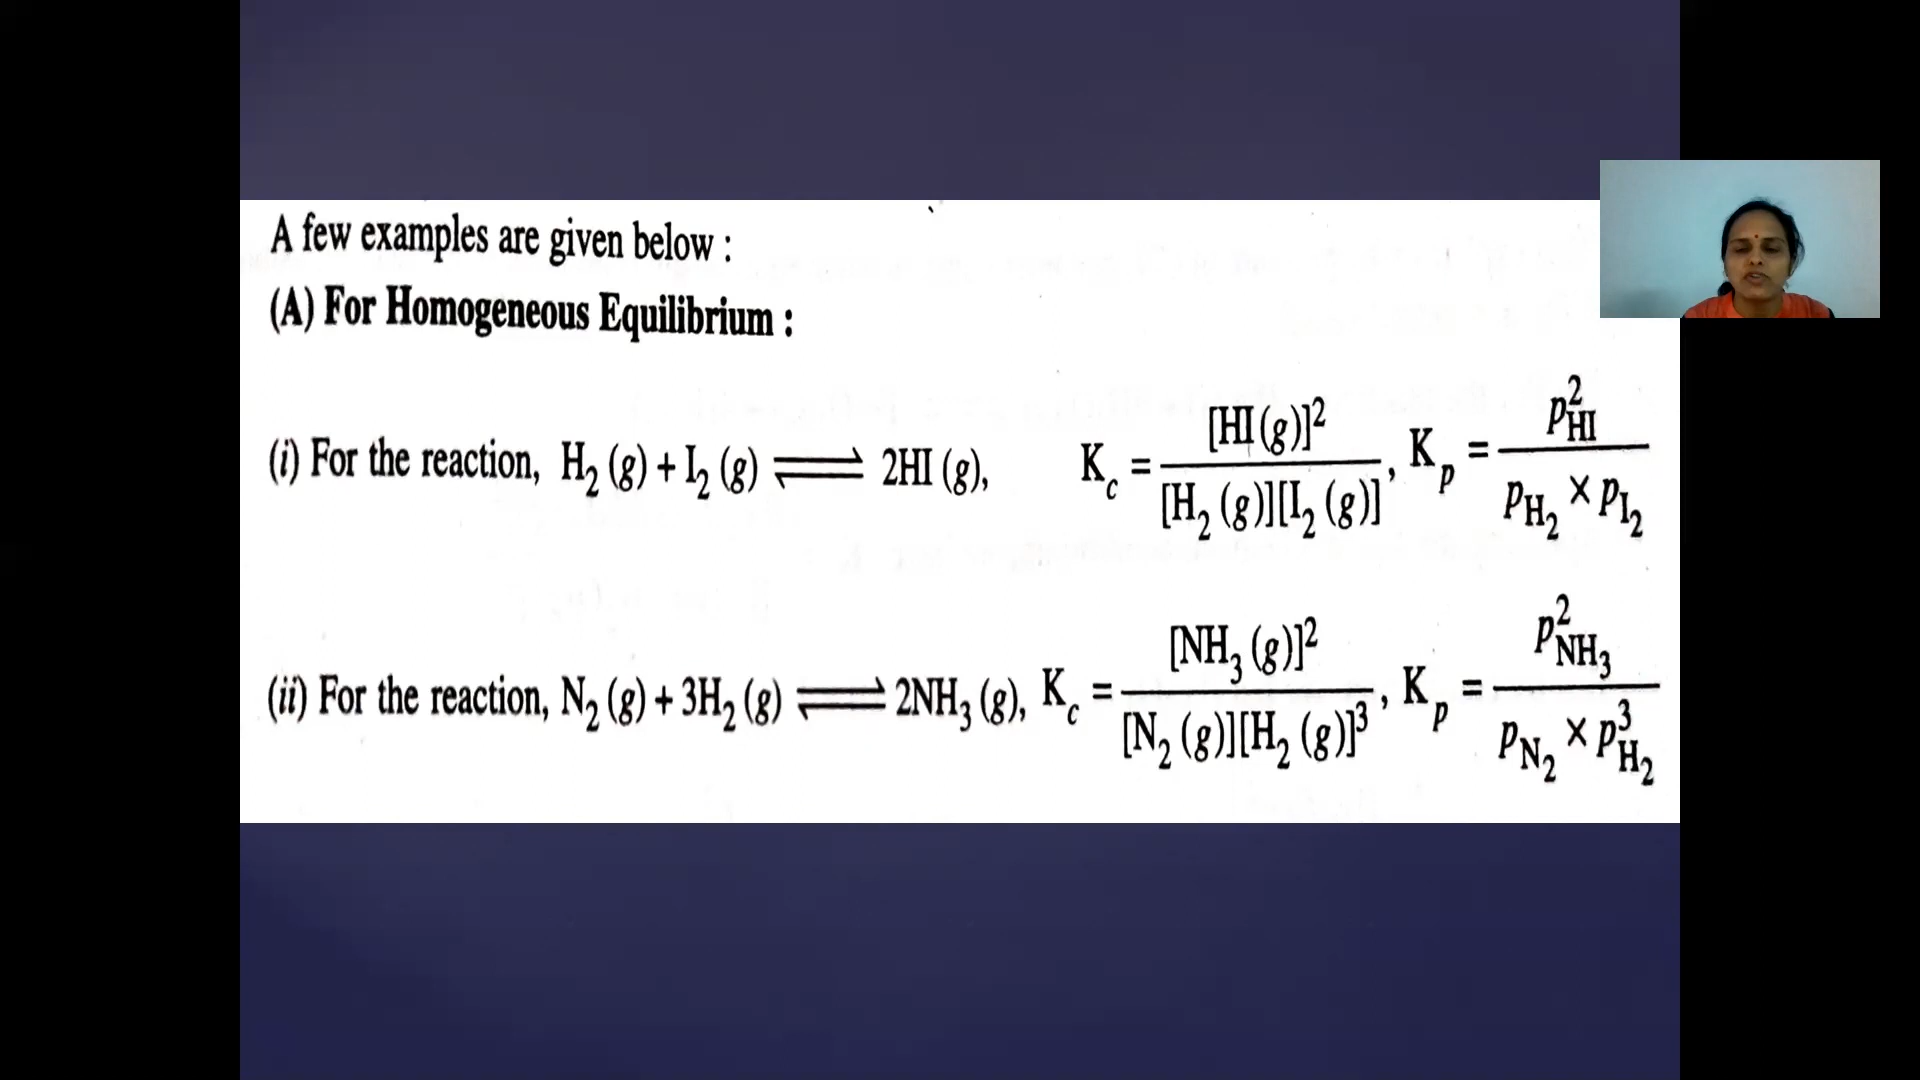 A few examples are given below :
(A) For Homogeneous Equilibrium :
(i) For the reaction, H₂ (g) + I₂ (g) ⇌ 2HI (g), K_c = [HI (g)]² / [H₂ (g)][I₂ (g)] , K_p = p²_HI / p_H₂ × p_I₂
(ii) For the reaction, N₂ (g) + 3H₂ (g) ⇌ 2NH₃ (g), K_c = [NH₃ (g)]² / [N₂ (g)][H₂ (g)]³ , K_p = p²_NH₃ / p_N₂ × p³_H₂